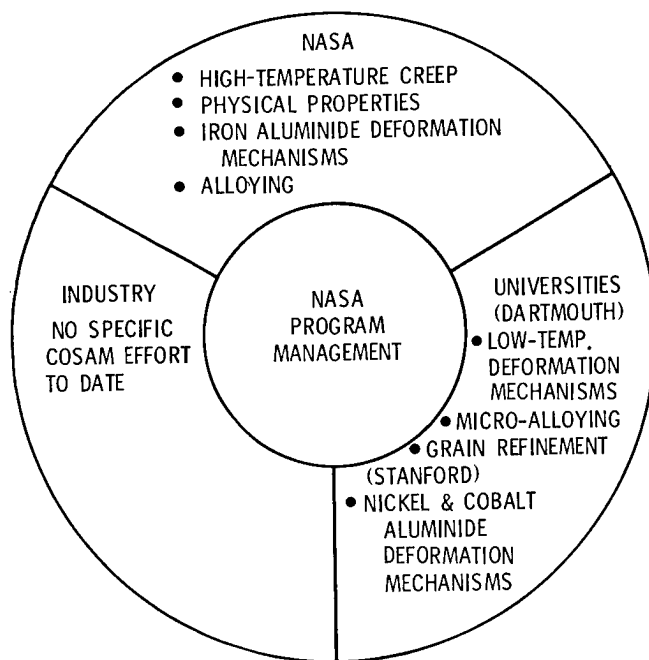 NASA
• HIGH-TEMPERATURE CREEP
• PHYSICAL PROPERTIES
• IRON ALUMINIDE DEFORMATION
MECHANISMS
• ALLOYING
INDUSTRY
NO SPECIFIC
COSAM EFFORT
TO DATE
NASA
PROGRAM
MANAGEMENT
UNIVERSITIES
(DARTMOUTH)
• LOW-TEMP.
DEFORMATION
MECHANISMS
• MICRO-ALLOYING
• GRAIN REFINEMENT
(STANFORD)
• NICKEL & COBALT
ALUMINIDE
DEFORMATION
MECHANISMS